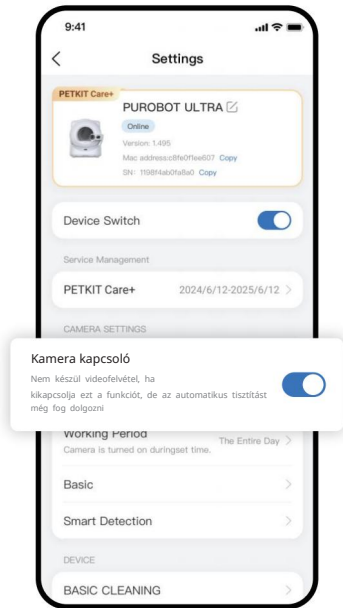 9:41
Settings
PETKIT Care+
PUROBOT ULTRA
Online
Version: 1.495
Mac address:c8fe0f1ee607 Copy
SN: 1198f4ab0fa8a0 Copy
Device Switch
Service Management
PETKIT Care+ 2024/6/12-2025/6/12
CAMERA SETTINGS
Kamera kapcsoló
Nem készül videofelvétel, ha
kikapcsolja ezt a funkciót, de az automatikus tisztítást
még fog dolgozni
Working Period The Entire Day
Camera is turned on duringset time.
Basic
Smart Detection
DEVICE
BASIC CLEANING